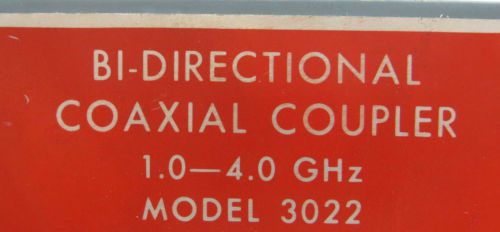 BI-DIRECTIONAL
COAXIAL COUPLER
1.0—4.0 GHz
MODEL 3022